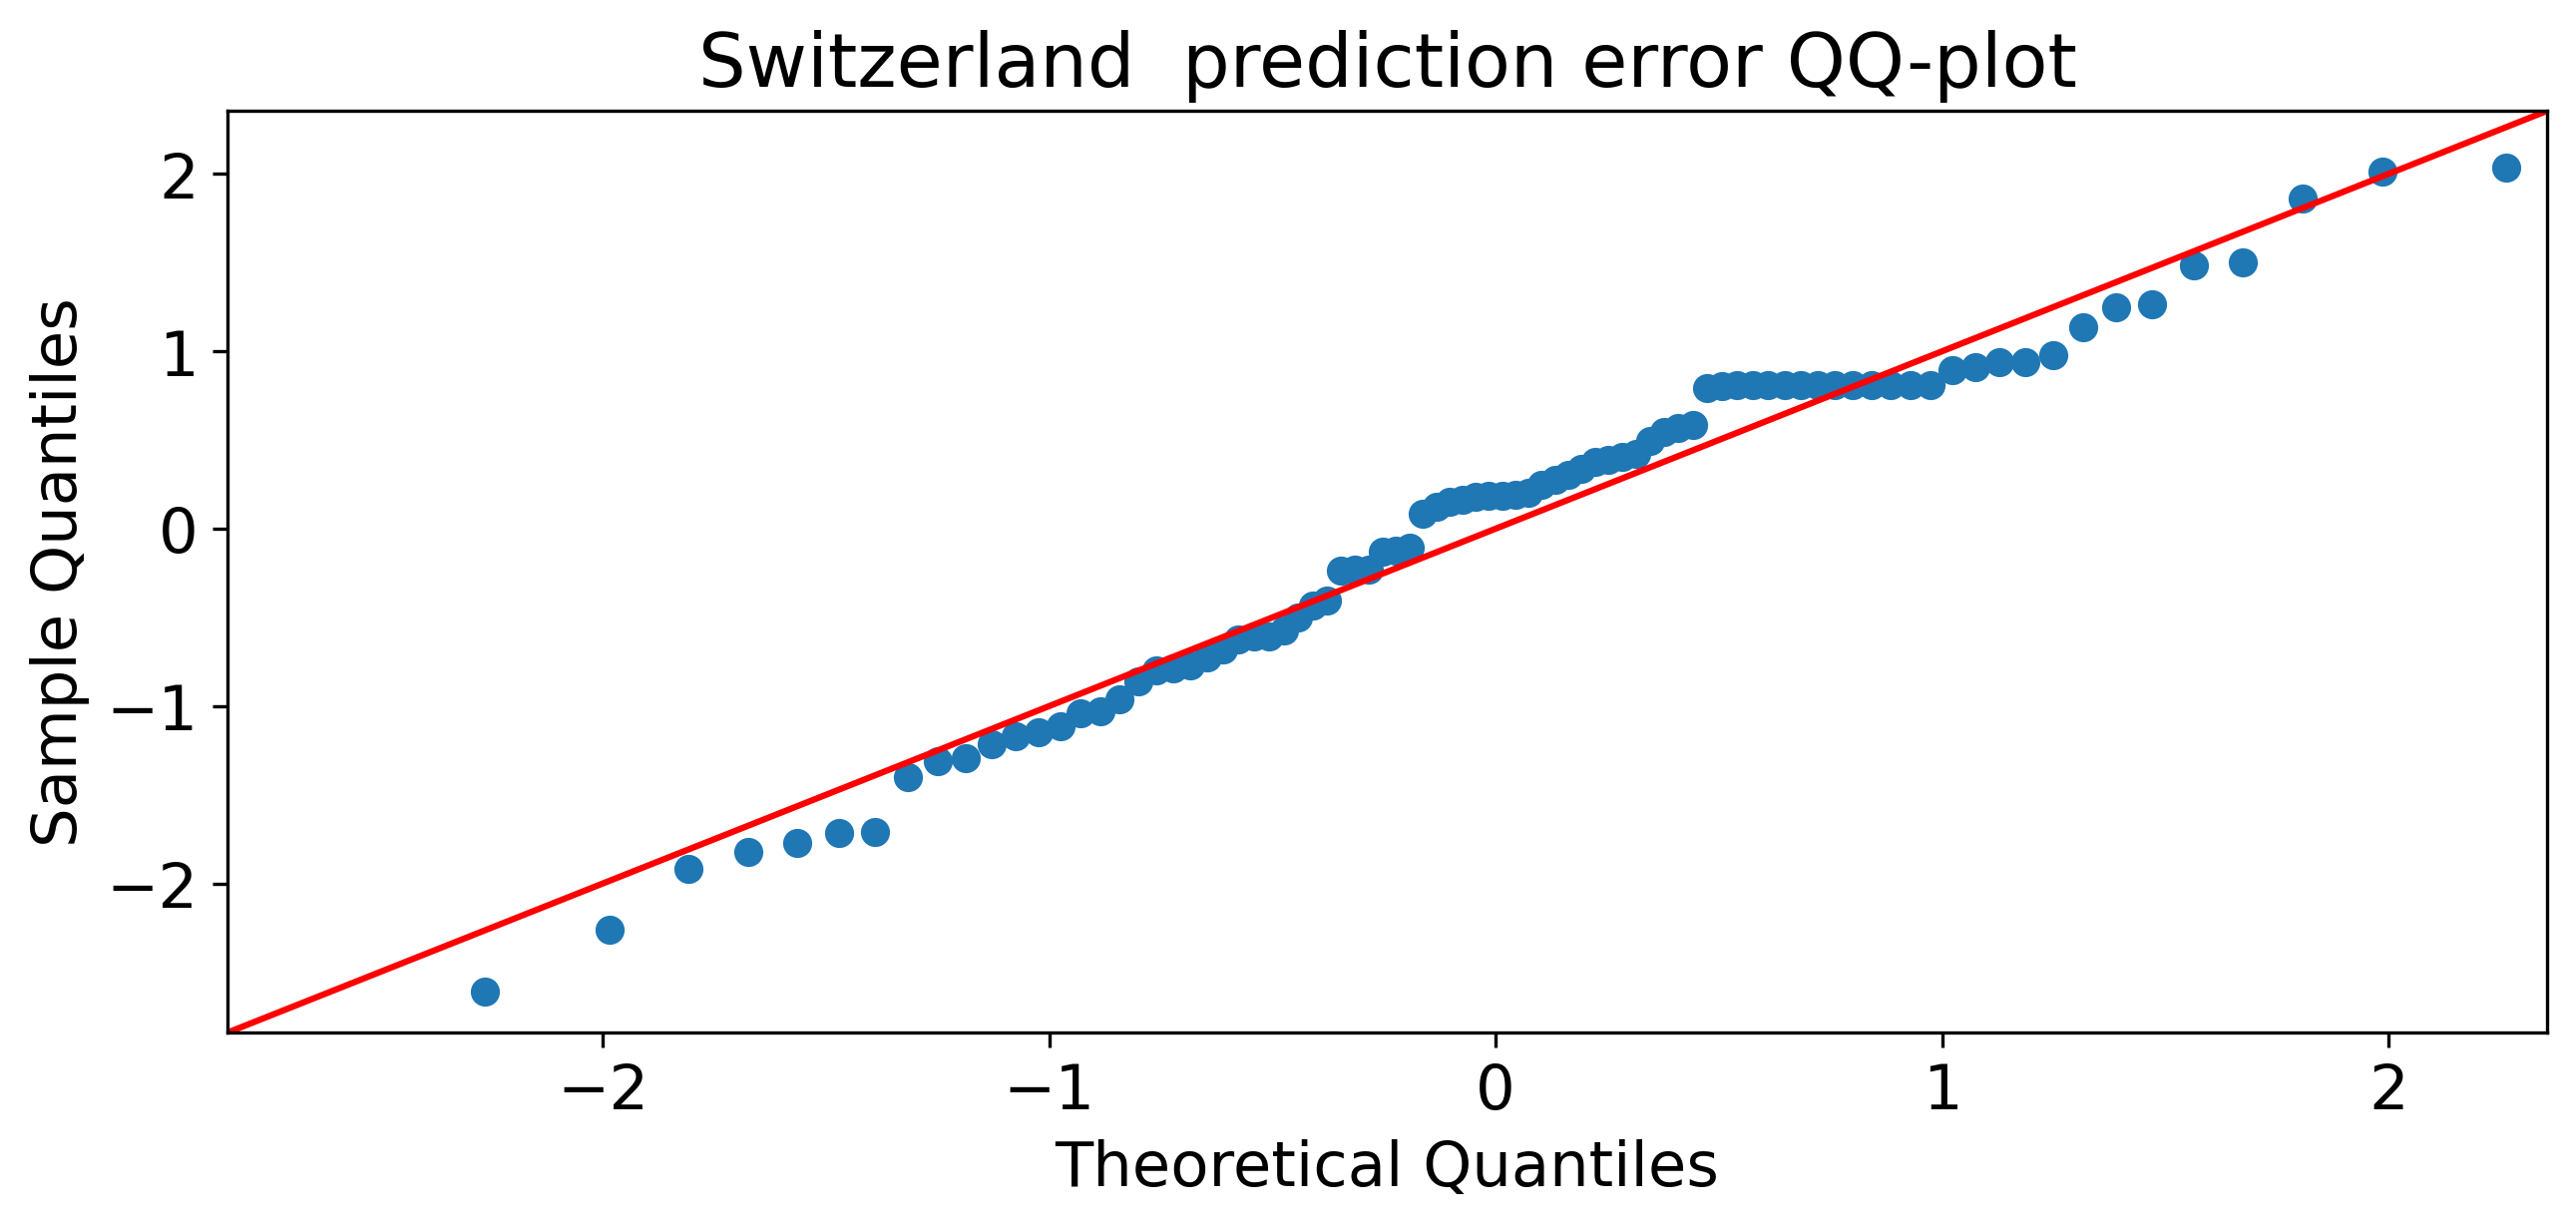 Switzerland  prediction error QQ-plot
2
1
0
−1
−2
Sample Quantiles
−2 −1 0 1 2
Theoretical Quantiles